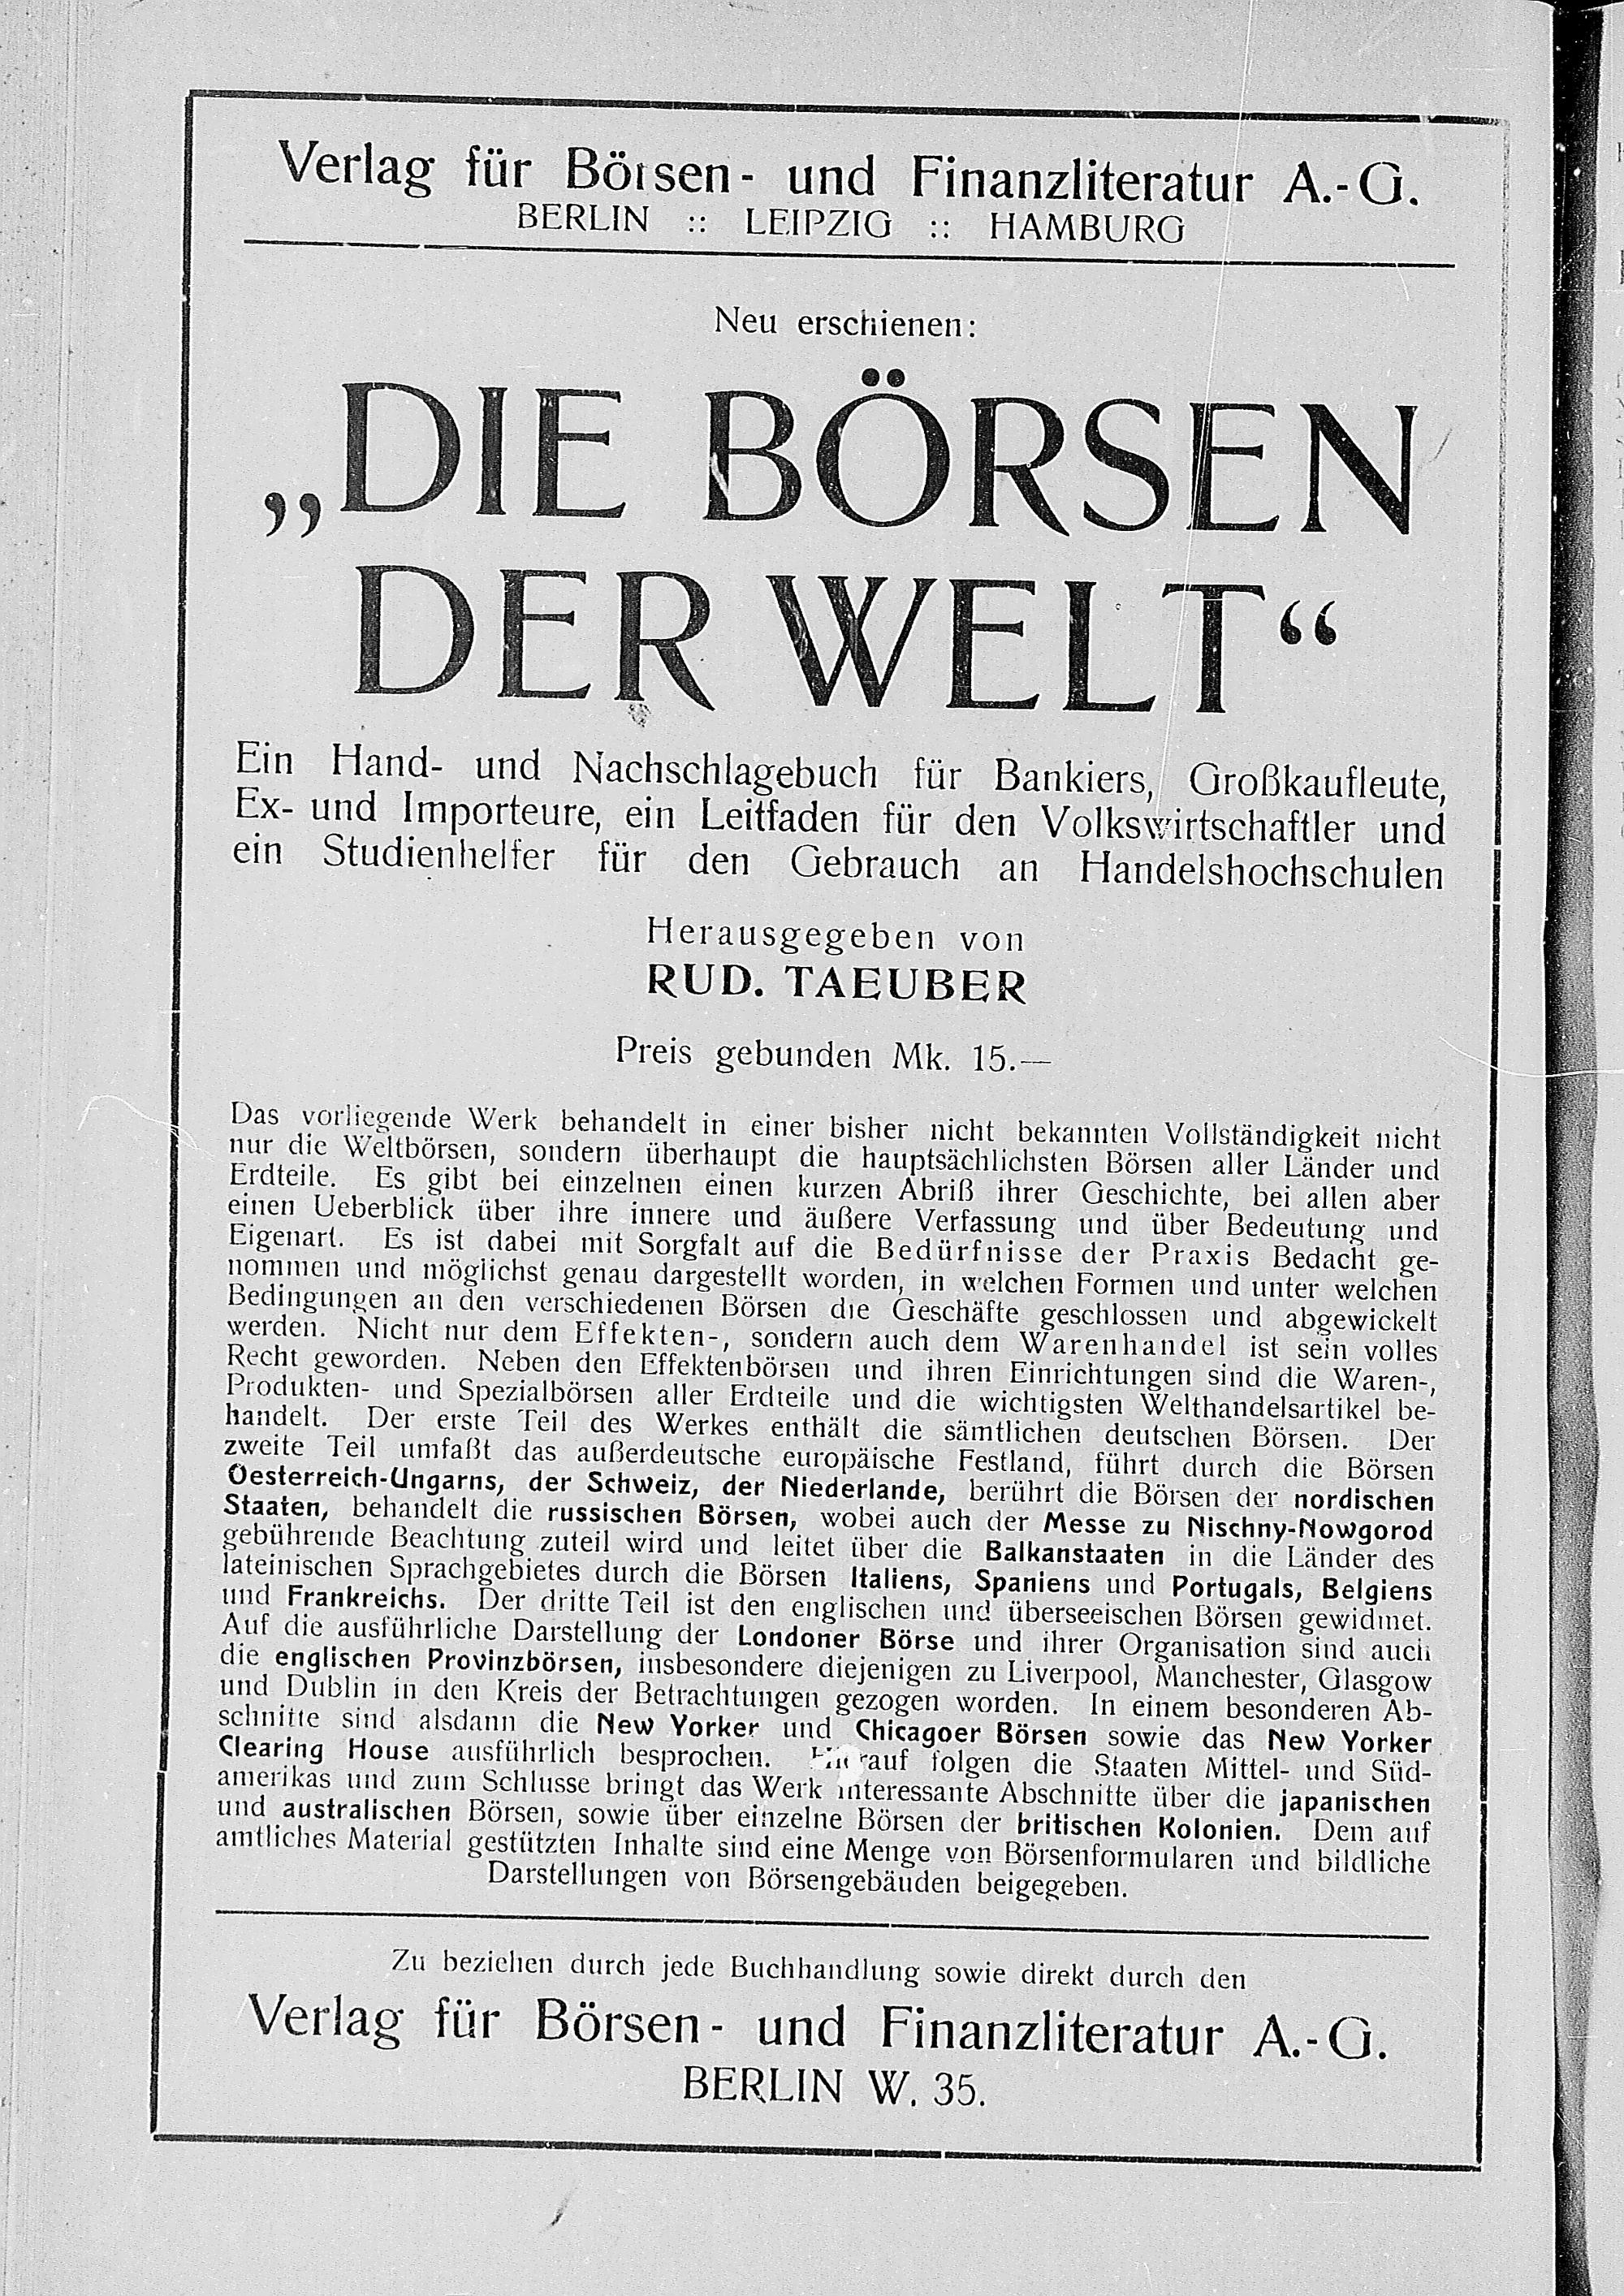 Verlag für Börsen- und Finanzliteratur A.-G.
BERLIN :: LEIPZIG :: HAMBURG
Neu erschienen:
„DIE BÖRSEN
DER WELT“
Ein Hand- und Nachschlagebuch für Bankiers, Großkaufleute,
Ex- und Importeure, ein Leitfaden für den Volkswirtschaftler und
ein Studienhelfer für den Gebrauch an Handelshochschulen
Herausgegeben von
RUD. TAEUBER
Preis gebunden Mk. 15.—
Das vorliegende Werk behandelt in einer bisher nicht bekannten Vollständigkeit nicht
nur die Weltbörsen, sondern überhaupt die hauptsächlichsten Börsen aller Länder und
Erdteile. Es gibt bei einzelnen einen kurzen Abriß ihrer Geschichte, bei allen aber
einen Ueberblick über ihre innere und äußere Verfassung und über Bedeutung und
Eigenart. Es ist dabei mit Sorgfalt auf die Bedürfnisse der Praxis Bedacht ge-
nommen und möglichst genau dargestellt worden, in welchen Formen und unter welchen
Bedingungen an den verschiedenen Börsen die Geschäfte geschlossen und abgewickelt
werden. Nicht nur dem Effekten-, sondern auch dem Warenhandel ist sein volles
Recht geworden. Neben den Effektenbörsen und ihren Einrichtungen sind die Waren-,
Produkten- und Spezialbörsen aller Erdteile und die wichtigsten Welthandelsartikel be-
handelt. Der erste Teil des Werkes enthält die sämtlichen deutschen Börsen. Der
zweite Teil umfaßt das außerdeutsche europäische Festland, führt durch die Börsen
Oesterreich-Ungarns, der Schweiz, der Niederlande, berührt die Börsen der nordischen
Staaten, behandelt die russischen Börsen, wobei auch der Messe zu Nischny-Nowgorod
gebührende Beachtung zuteil wird und leitet über die Balkanstaaten in die Länder des
lateinischen Sprachgebietes durch die Börsen Italiens, Spaniens und Portugals, Belgiens
und Frankreichs. Der dritte Teil ist den englischen und überseeischen Börsen gewidmet.
Auf die ausführliche Darstellung der Londoner Börse und ihrer Organisation sind auch
die englischen Provinzbörsen, insbesondere diejenigen zu Liverpool, Manchester, Glasgow
und Dublin in den Kreis der Betrachtungen gezogen worden. In einem besonderen Ab-
schnitte sind alsdann die New Yorker und Chicagoer Börsen sowie das New Yorker
Clearing House ausführlich besprochen. Hierauf folgen die Staaten Mittel- und Süd-
amerikas und zum Schlusse bringt das Werk interessante Abschnitte über die japanischen
und australischen Börsen, sowie über einzelne Börsen der britischen Kolonien. Dem auf
amtliches Material gestützten Inhalte sind eine Menge von Börsenformularen und bildliche
Darstellungen von Börsengebäuden beigegeben.
Zu beziehen durch jede Buchhandlung sowie direkt durch den
Verlag für Börsen- und Finanzliteratur A.-G.
BERLIN W. 35.